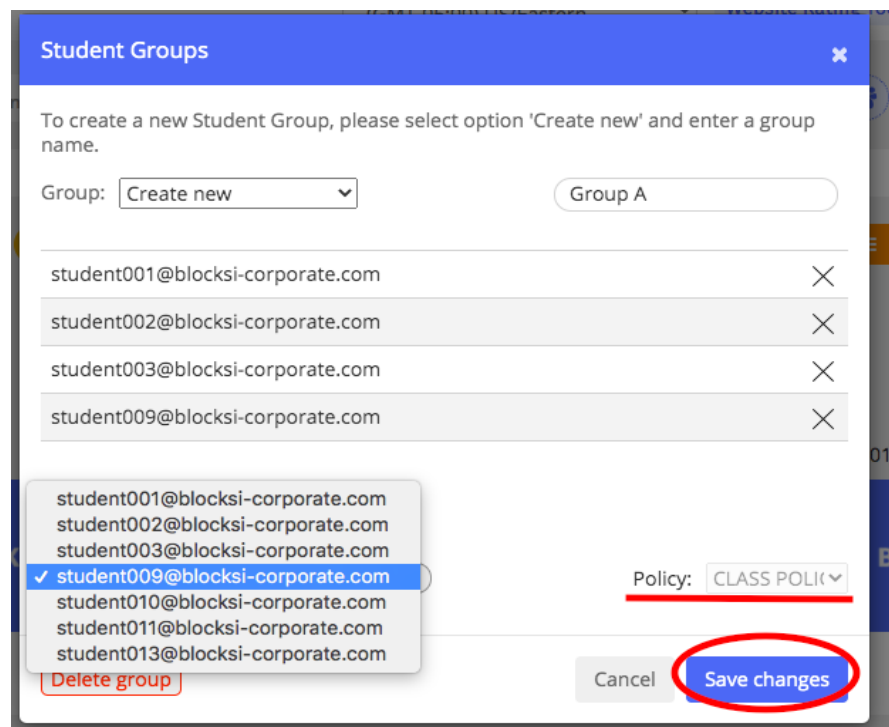 Student Groups
To create a new Student Group, please select option 'Create new' and enter a group
name.
Group: Create new Group A
student001@blocksi-corporate.com
student002@blocksi-corporate.com
student003@blocksi-corporate.com
student009@blocksi-corporate.com
student001@blocksi-corporate.com
student002@blocksi-corporate.com
student003@blocksi-corporate.com
✓ student009@blocksi-corporate.com
student010@blocksi-corporate.com
student011@blocksi-corporate.com
student013@blocksi-corporate.com
Policy: CLASS POLI
Delete group Cancel Save changes